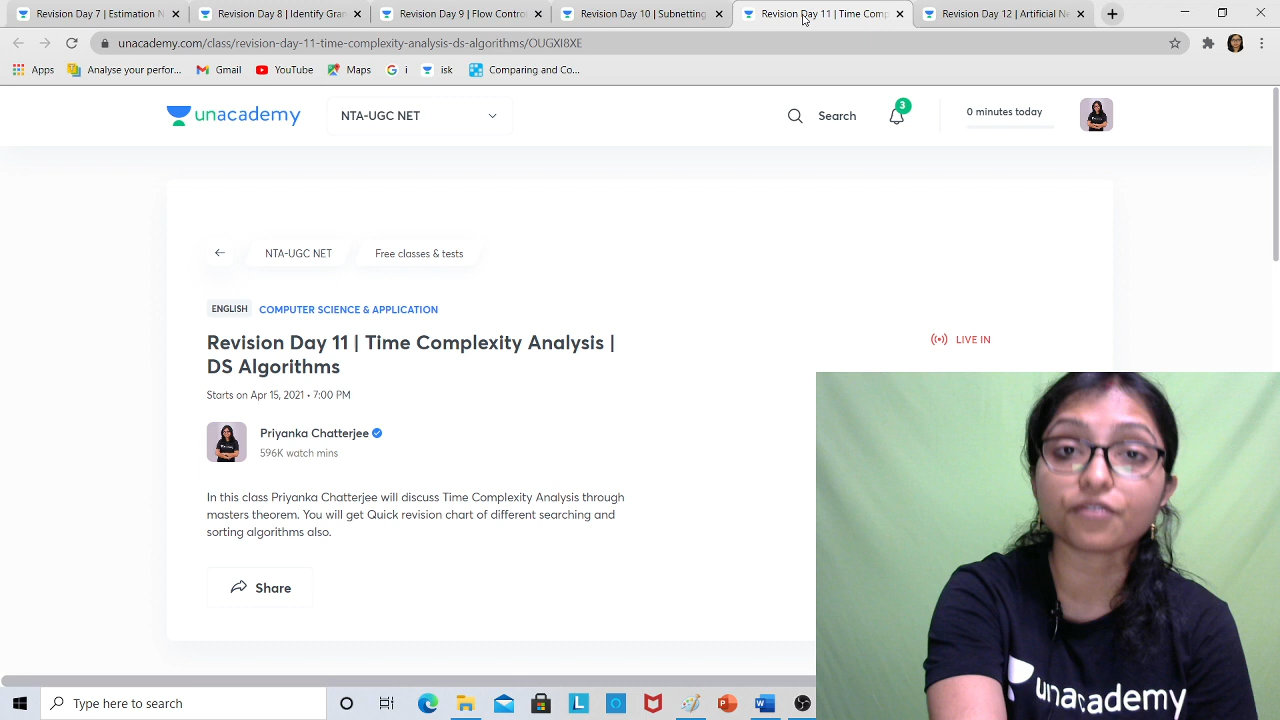 Revision Day 7 | Estimation N
Revision Day 8 | Identify Gram
Revision Day 9 | Flow Control
Revision Day 10 | Subnetting
Revision Day 11 | Time Comp
Revision Day 12 | Artificial Ne
unacademy.com/class/revision-day-11-time-complexity-analysis-ds-algorithms/OUGXI8XE
Apps
Analyse your perfor...
Gmail
YouTube
Maps
i
isk
Comparing and Co...
unacademy
NTA-UGC NET
Search
3
0 minutes today
NTA-UGC NET
Free classes & tests
ENGLISH
COMPUTER SCIENCE & APPLICATION
Revision Day 11 | Time Complexity Analysis |
DS Algorithms
LIVE IN
Starts on Apr 15, 2021 • 7:00 PM
Priyanka Chatterjee
596K watch mins
In this class Priyanka Chatterjee will discuss Time Complexity Analysis through
masters theorem. You will get Quick revision chart of different searching and
sorting algorithms also.
Share
unacademy
Type here to search